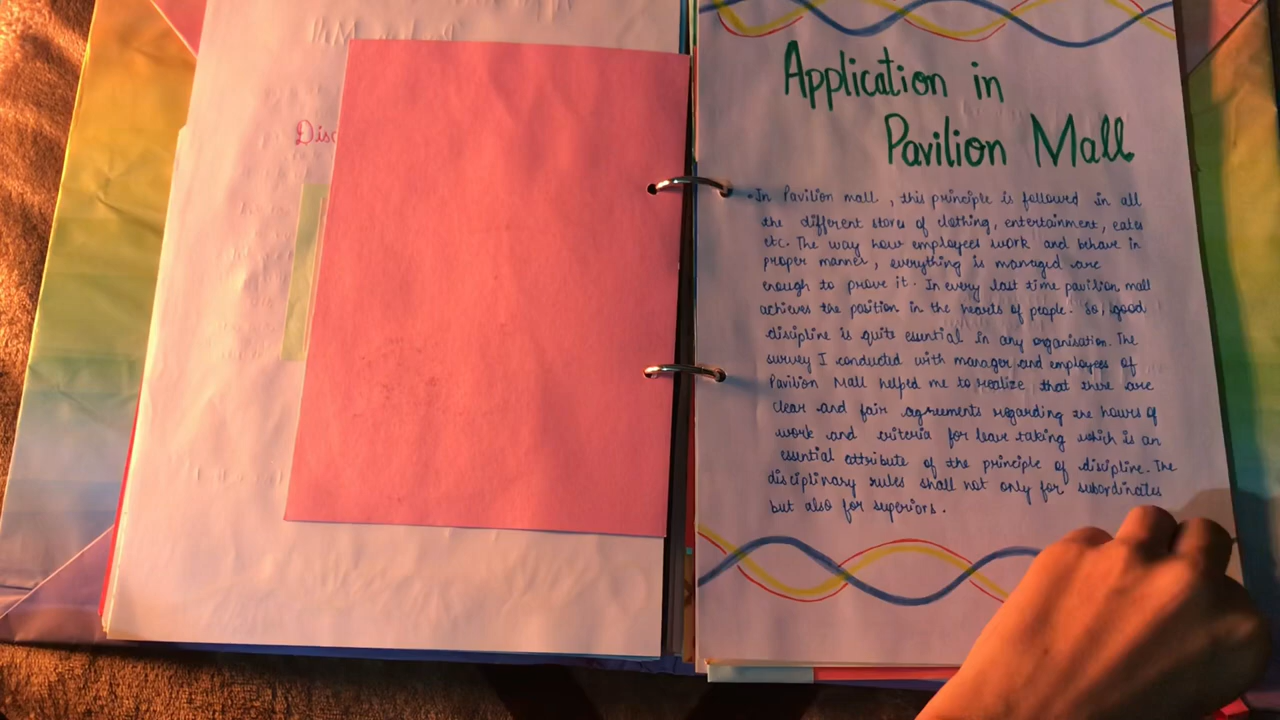 Disc
Application in
Pavilion Mall
• In Pavilion mall , this principle is followed in all
the different stores of clothing, entertainment, eates
etc. The way how employees work and behave in
proper manner, everything is managed are
enough to prove it. In every last time pavilion mall
achieves the position in the hearts of people. So, good
discipline is quite essential in any organisation. The
survey I conducted with manager and employees of
Pavilion Mall helped me to realize that there are
clear and fair agreements regarding the hours of
work and criteria for leave taking which is an
essential attribute of the principle of discipline. The
disciplinary rules shall not only for subordinates
but also for superiors.